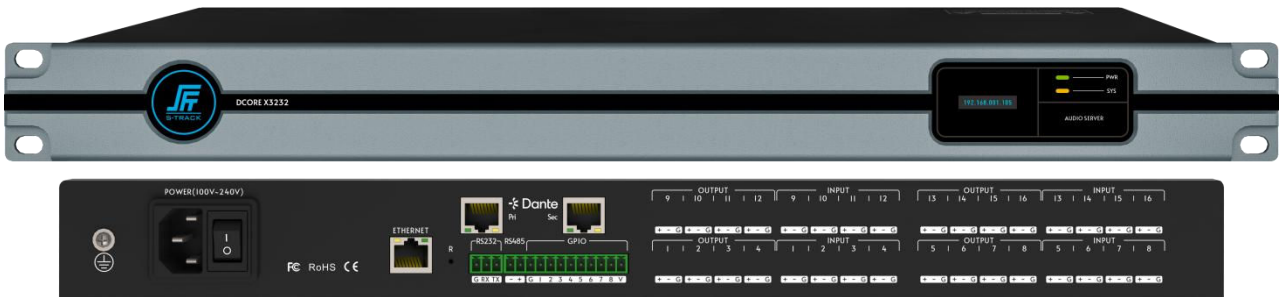 S-TRACK
DCORE X3232
192.168.001.105
PWR
SYS
AUDIO SERVER
POWER(100V~240V)
I
O
FC RoHS CE
ETHERNET
R
Dante
Pri Sec
RS232 RS485 GPIO
G RX TX - + G 1 2 3 4 5 6 7 8 V
OUTPUT
9 10 11 12
INPUT
9 10 11 12
OUTPUT
13 14 15 16
INPUT
13 14 15 16
+ - G + - G + - G + - G + - G + - G + - G + - G + - G + - G + - G + - G + - G + - G + - G + - G
OUTPUT
1 2 3 4
INPUT
1 2 3 4
OUTPUT
5 6 7 8
INPUT
5 6 7 8
+ - G + - G + - G + - G + - G + - G + - G + - G + - G + - G + - G + - G + - G + - G + - G + - G